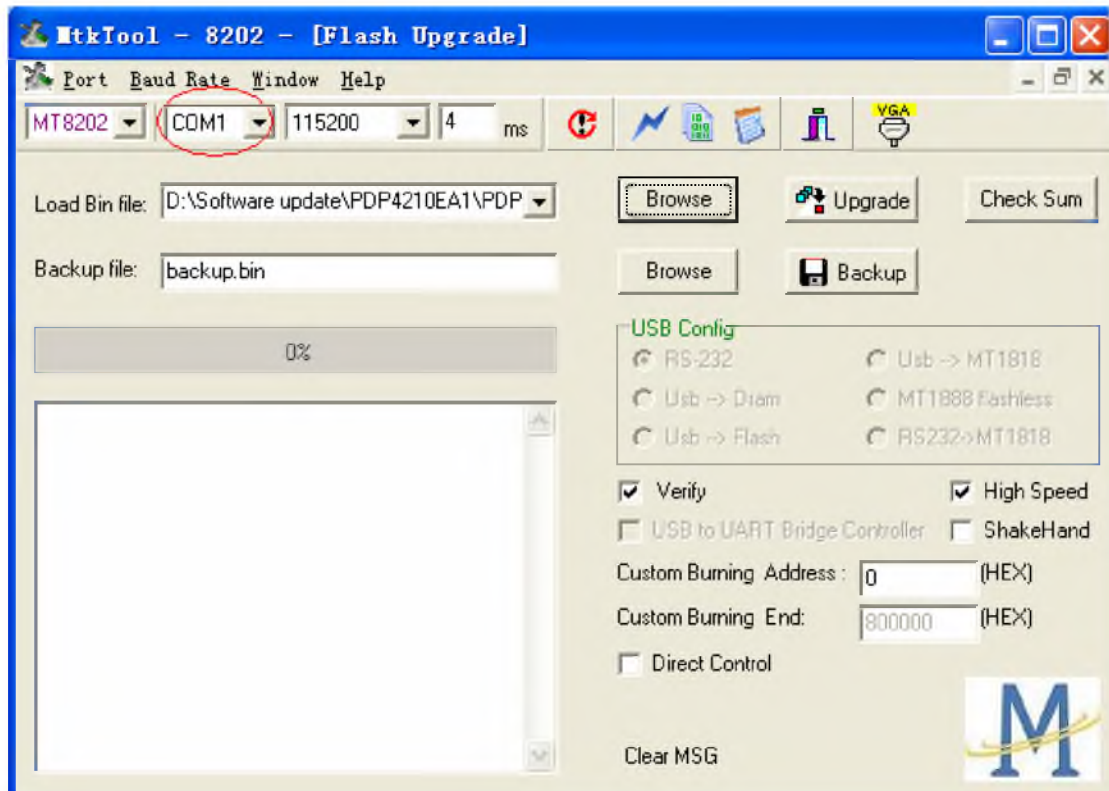 MtkTool - 8202 - [Flash Upgrade]
Port Baud Rate Window Help
MT8202 COM1 115200 4 ms VGA
Load Bin file: D:\Software update\PDP4210EA1\PDP Browse Upgrade Check Sum
Backup file: backup.bin Browse Backup
0%
USB Config
RS-232 Usb -> MT1818
Usb -> Dram MT1888 Flashless
Usb -> Flash RS232->MT1818
Verify High Speed
USB to UART Bridge Controller ShakeHand
Custom Burning Address : 0 (HEX)
Custom Burning End: 800000 (HEX)
Direct Control
Clear MSG
M